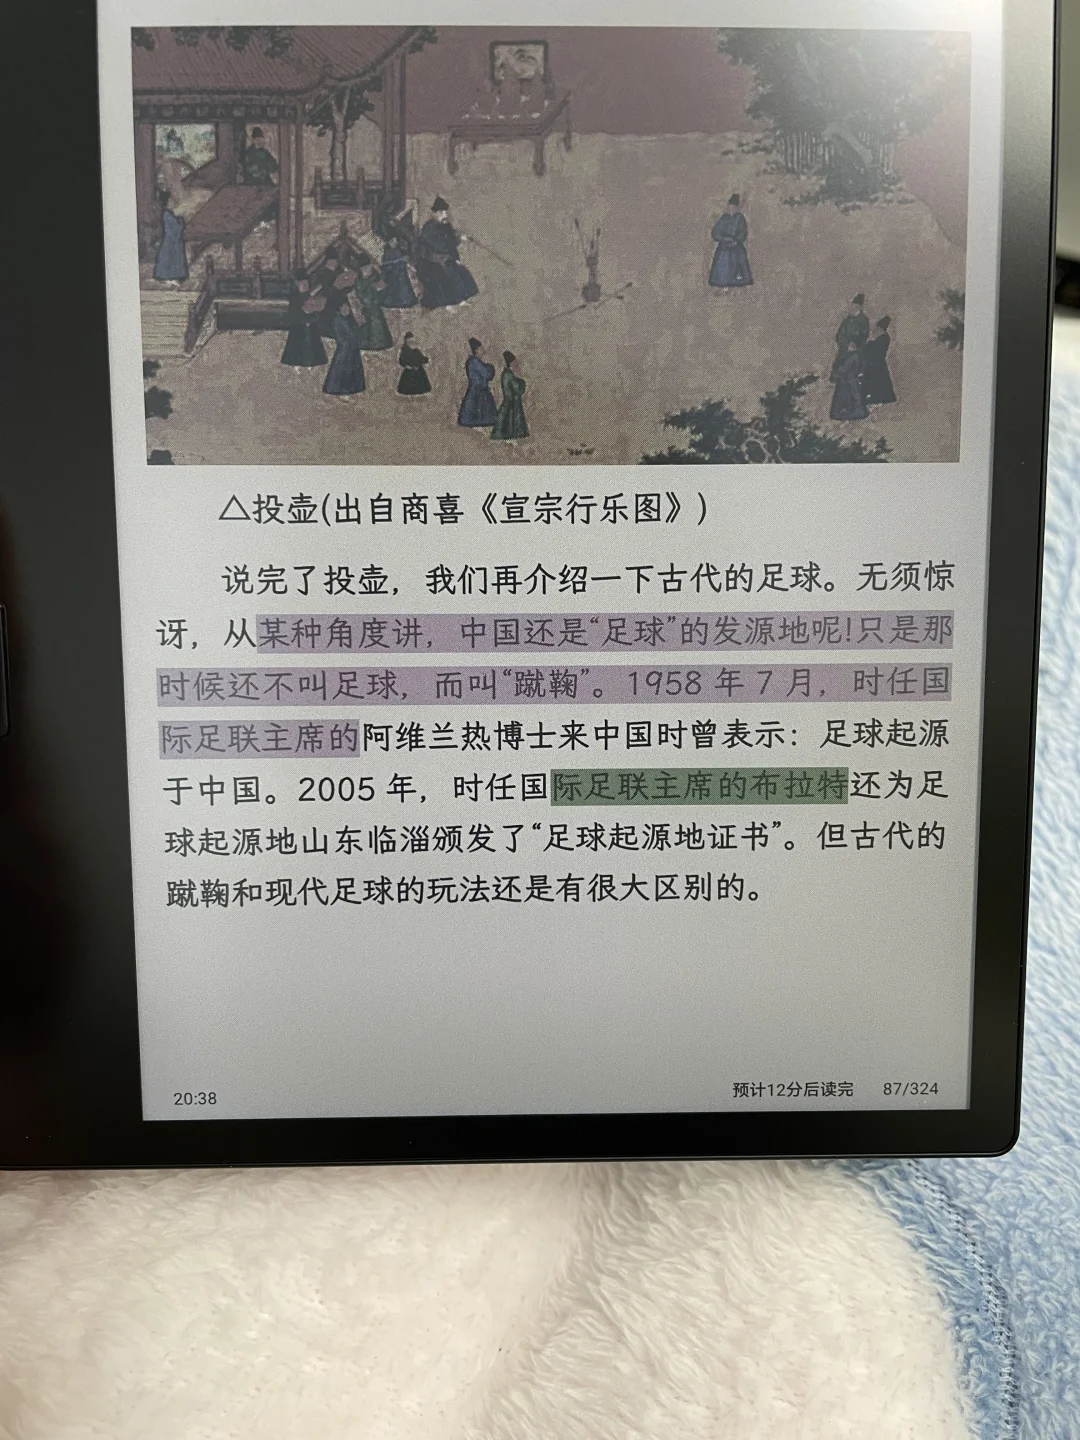 △投壶(出自商喜《宣宗行乐图》)
说完了投壶，我们再介绍一下古代的足球。无须惊
讶，从某种角度讲，中国还是“足球”的发源地呢!只是那
时候还不叫足球，而叫“蹴鞠”。1958 年 7 月，时任国
际足联主席的阿维兰热博士来中国时曾表示：足球起源
于中国。2005 年，时任国际足联主席的布拉特还为足
球起源地山东临淄颁发了“足球起源地证书”。但古代的
蹴鞠和现代足球的玩法还是有很大区别的。
20:38 预计12分后读完 87/324